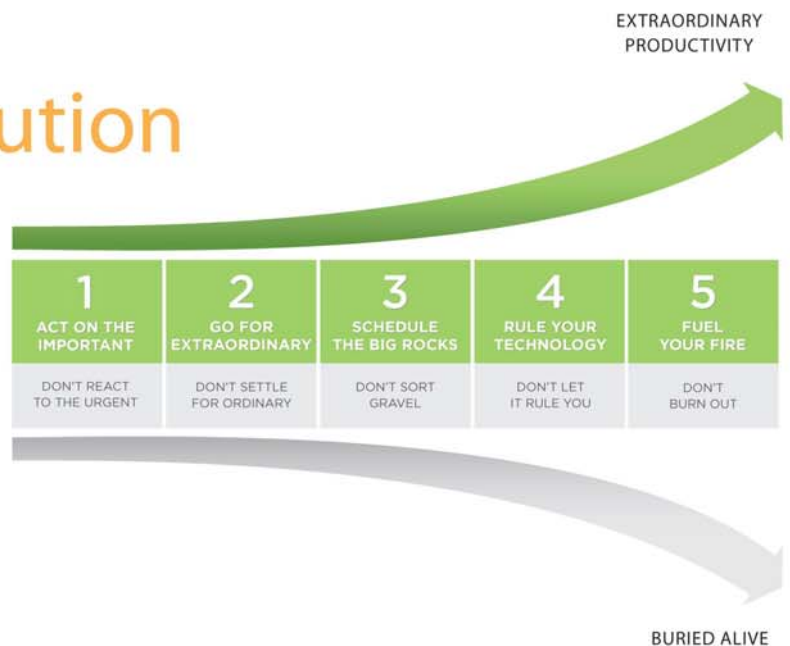 EXTRAORDINARY
PRODUCTIVITY
ution
1
ACT ON THE
IMPORTANT
2
GO FOR
EXTRAORDINARY
3
SCHEDULE
THE BIG ROCKS
4
RULE YOUR
TECHNOLOGY
5
FUEL
YOUR FIRE
DON'T REACT
TO THE URGENT
DON'T SETTLE
FOR ORDINARY
DON'T SORT
GRAVEL
DON'T LET
IT RULE YOU
DON'T
BURN OUT
BURIED ALIVE